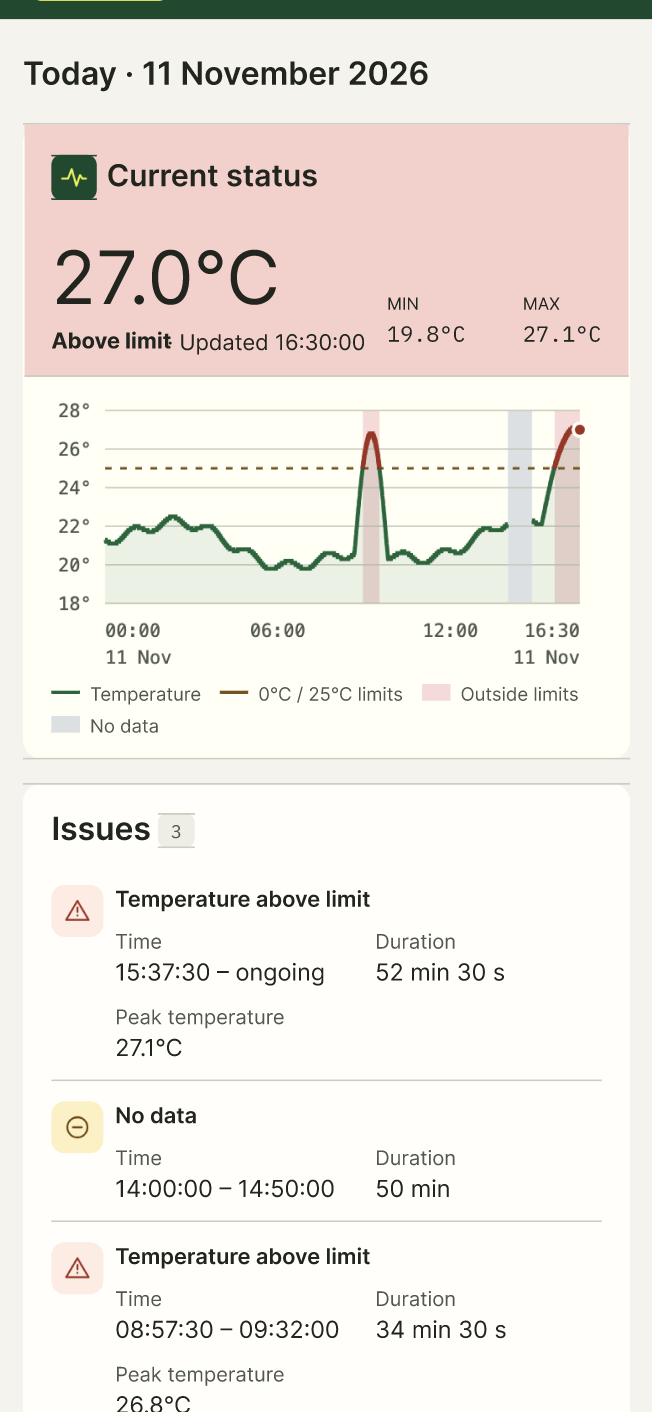 Today · 11 November 2026
Current status
27.0°C
Above limit Updated 16:30:00
MIN
19.8°C
MAX
27.1°C
28°
26°
24°
22°
20°
18°
00:00 06:00 12:00 16:30
11 Nov 11 Nov
Temperature 0°C / 25°C limits Outside limits
No data
Issues 3
Temperature above limit
Time Duration
15:37:30 – ongoing 52 min 30 s
Peak temperature
27.1°C
No data
Time Duration
14:00:00 – 14:50:00 50 min
Temperature above limit
Time Duration
08:57:30 – 09:32:00 34 min 30 s
Peak temperature
26.8°C